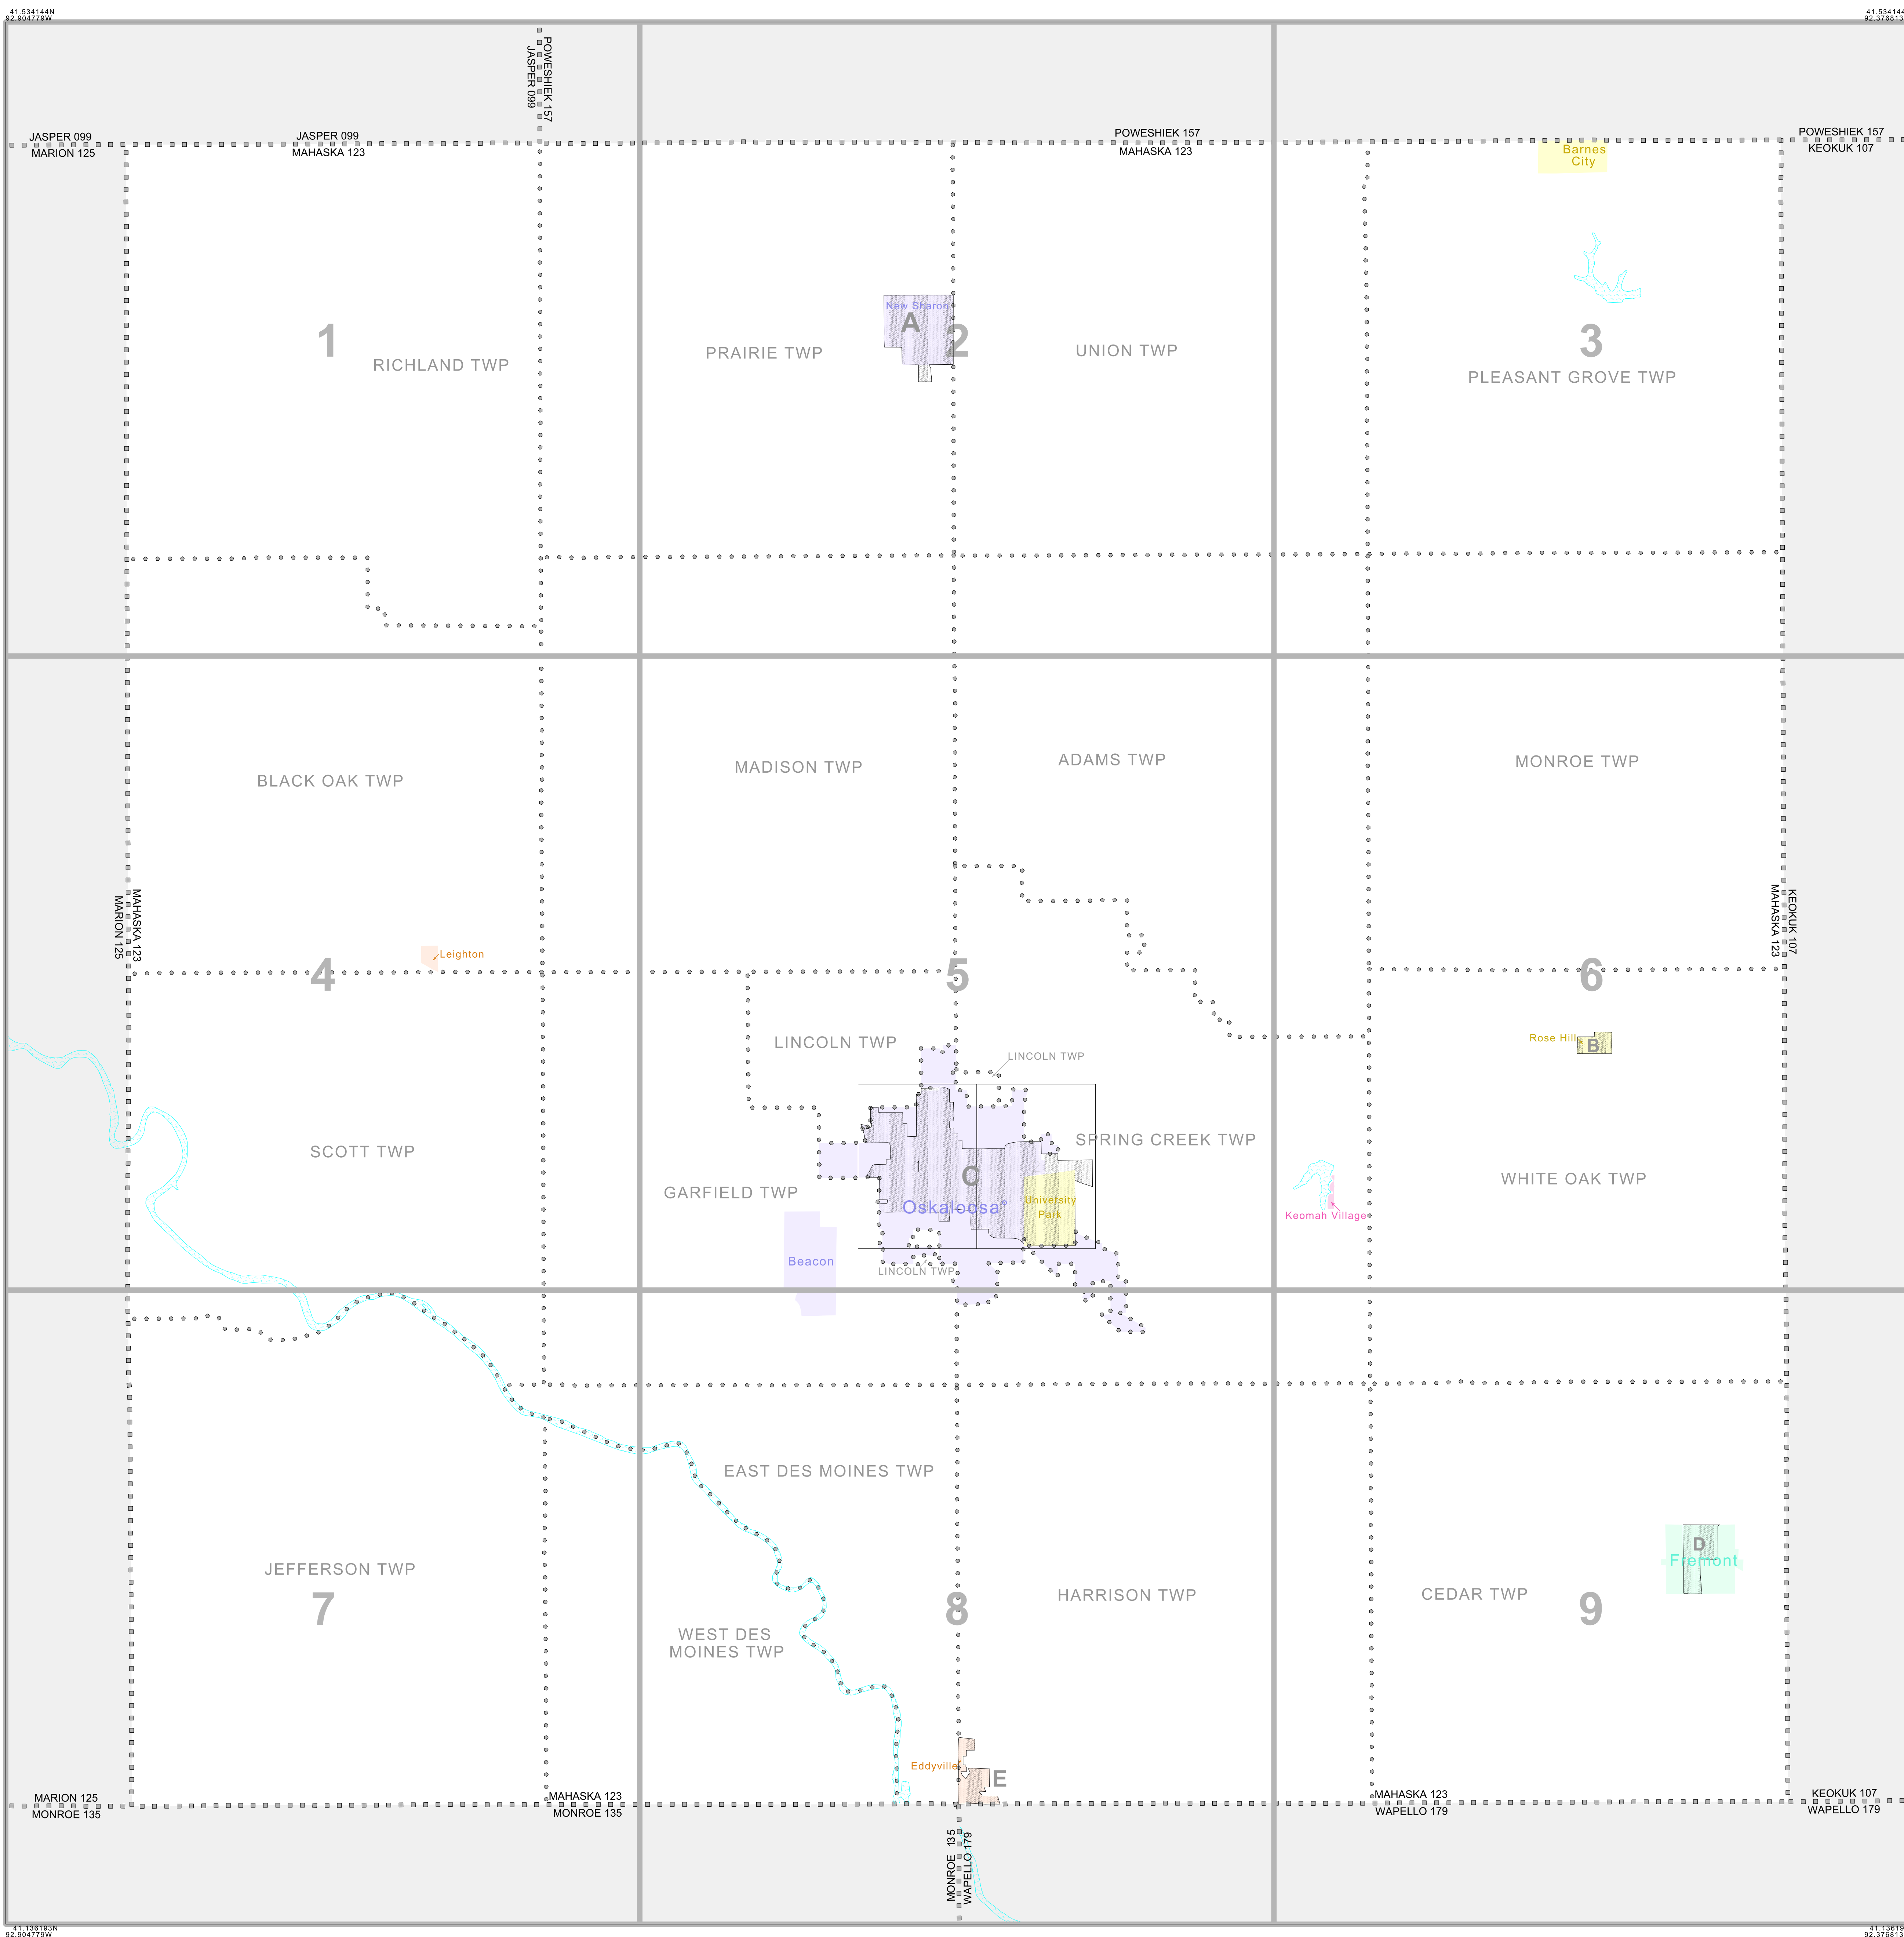 41.534144N
92.904779W
41.534144
92.376813
POWESHIEK 157
JASPER 099
JASPER 099
MARION 125
JASPER 099
MAHASKA 123
POWESHIEK 157
MAHASKA 123
POWESHIEK 157
KEOKUK 107
Barnes
City
New Sharon
A
1
2
3
RICHLAND TWP
PRAIRIE TWP
UNION TWP
PLEASANT GROVE TWP
BLACK OAK TWP
MADISON TWP
ADAMS TWP
MONROE TWP
MAHASKA 123
MARION 125
KEOKUK 107
MAHASKA 123
Leighton
4
5
6
LINCOLN TWP
LINCOLN TWP
Rose Hill
B
SCOTT TWP
SPRING CREEK TWP
1
2
C
WHITE OAK TWP
GARFIELD TWP
Oskaloosa°
University
Park
Keomah Village
Beacon
LINCOLN TWP
EAST DES MOINES TWP
JEFFERSON TWP
D
Fremont
HARRISON TWP
CEDAR TWP
7
8
9
WEST DES
MOINES TWP
Eddyville
E
MARION 125
MONROE 135
MAHASKA 123
MONROE 135
MAHASKA 123
WAPELLO 179
KEOKUK 107
WAPELLO 179
MONROE 135
WAPELLO 179
41.136193N
92.904779W
41.13619
92.376813